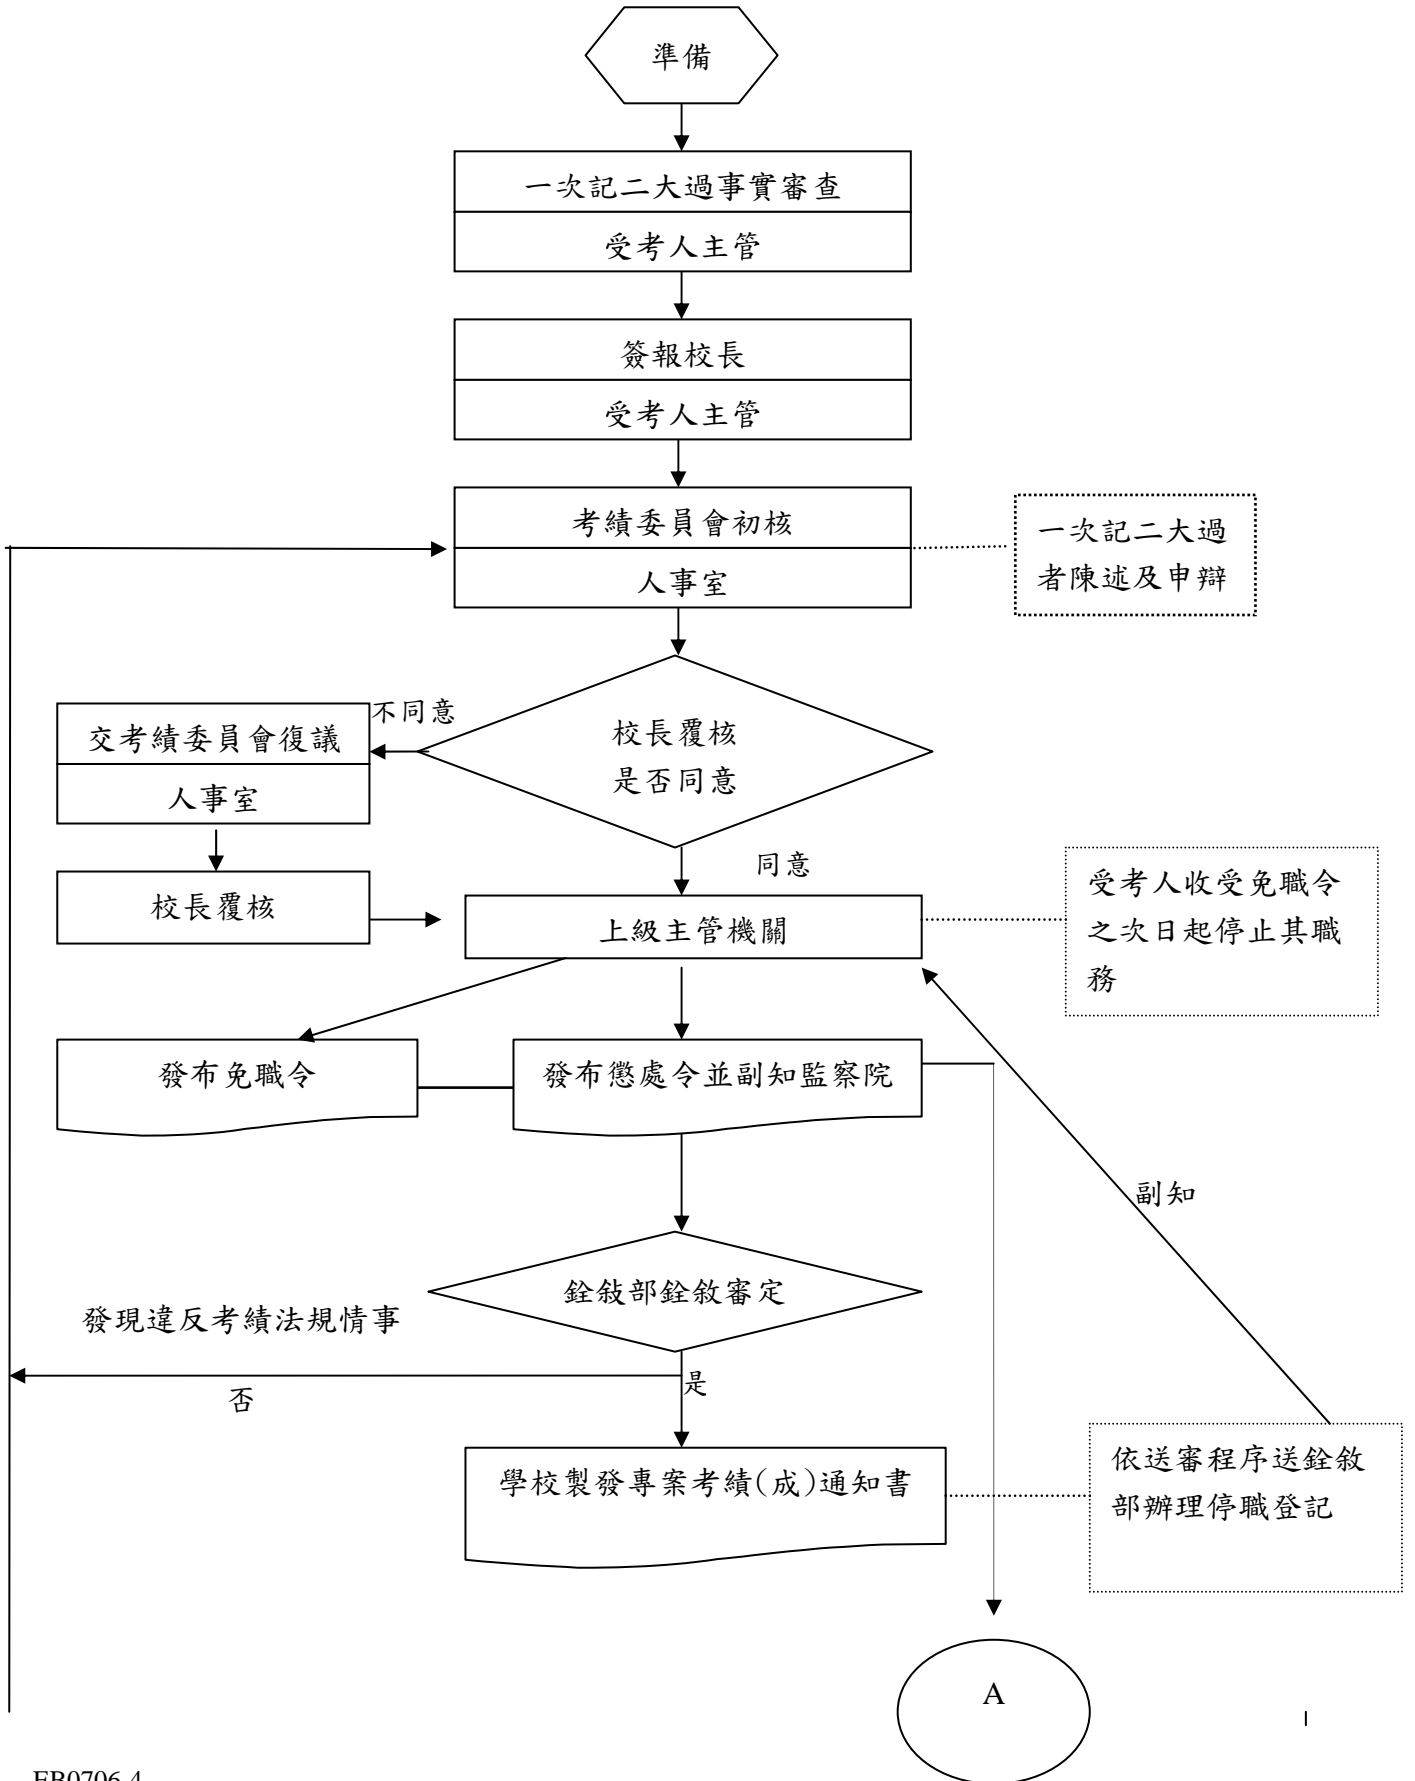 準備
一次記二大過事實審查
受考人主管
簽報校長
受考人主管
考績委員會初核
人事室
一次記二大過
者陳述及申辯
不同意
交考績委員會復議
人事室
校長覆核
是否同意
同意
校長覆核
上級主管機關
受考人收受免職令
之次日起停止其職
務
發布免職令
發布懲處令並副知監察院
副知
銓敍部銓敘審定
發現違反考績法規情事
否
是
學校製發專案考績(成)通知書
依送審程序送銓敘
部辦理停職登記
A
EB0706-4